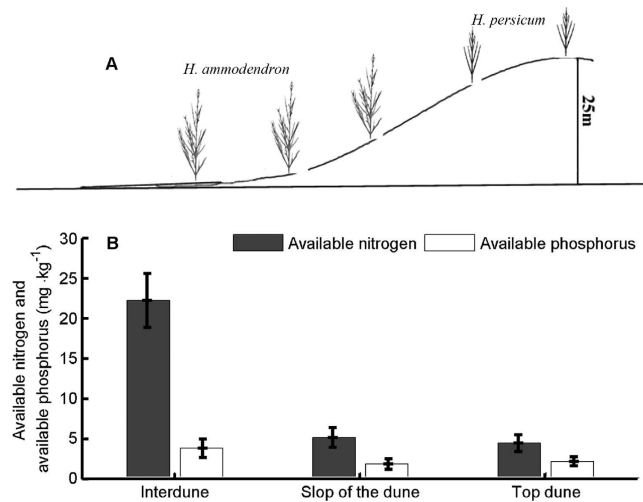 H. persicum
A
H. ammodendron
25m
B
Available nitrogen
Available phosphorus
Available nitrogen and
available phosphorus (mg ·kg-1)
30
25
20
15
10
5
0
Interdune
Slop of the dune
Top dune